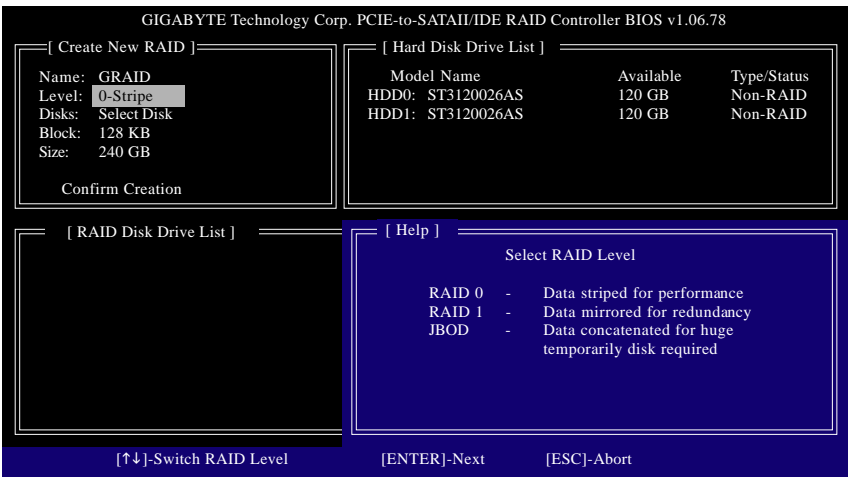 GIGABYTE Technology Corp. PCIE-to-SATAII/IDE RAID Controller BIOS v1.06.78
[ Create New RAID ]
Name: GRAID
Level: 0-Stripe
Disks: Select Disk
Block: 128 KB
Size: 240 GB
Confirm Creation
[ Hard Disk Drive List ]
Model Name Available Type/Status
HDD0: ST3120026AS 120 GB Non-RAID
HDD1: ST3120026AS 120 GB Non-RAID
[ RAID Disk Drive List ]
[ Help ]
Select RAID Level
RAID 0 - Data striped for performance
RAID 1 - Data mirrored for redundancy
JBOD - Data concatenated for huge
temporarily disk required
[↑↓]-Switch RAID Level [ENTER]-Next [ESC]-Abort